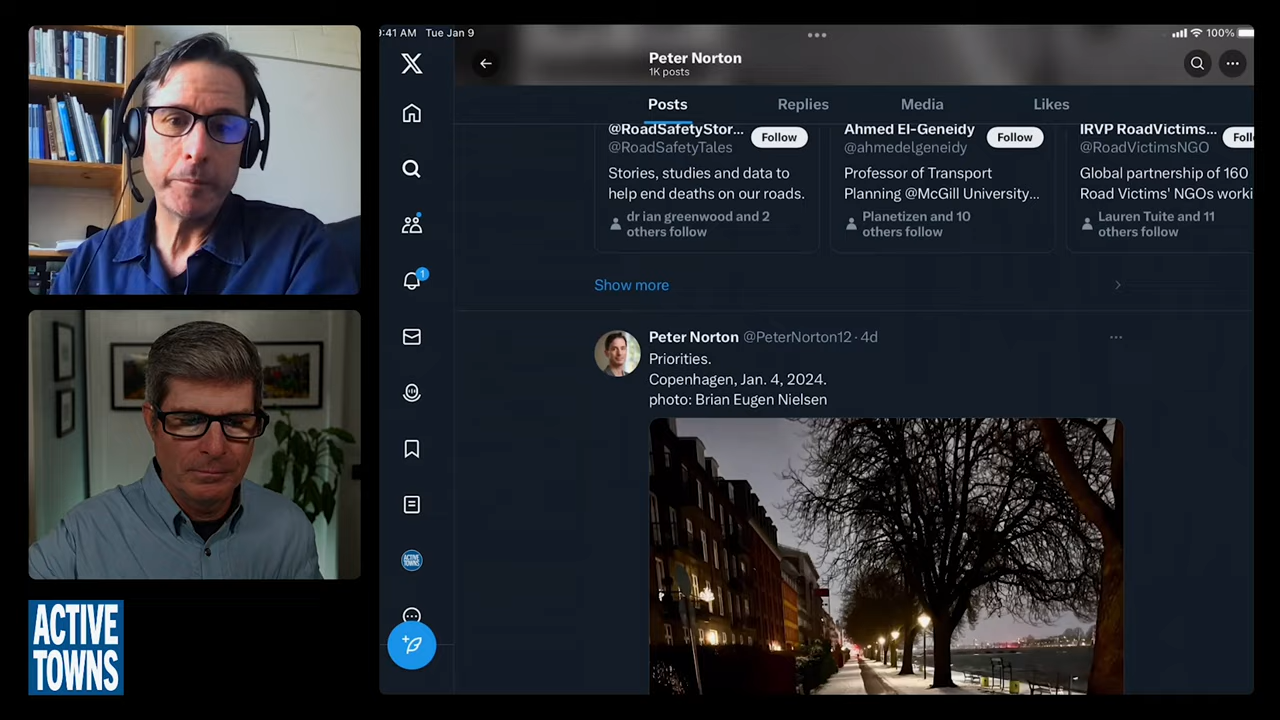 9:41 AM Tue Jan 9
100%
Peter Norton
1K posts
Posts
Replies
Media
Likes
@RoadSafetyStor...
@RoadSafetyTales
Follow
Stories, studies and data to
help end deaths on our roads.
dr ian greenwood and 2
others follow
Ahmed El-Geneidy
@ahmedelgeneidy
Follow
Professor of Transport
Planning @McGill University...
Planetizen and 10
others follow
IRVP RoadVictims...
@RoadVictimsNGO
Foll
Global partnership of 160
Road Victims' NGOs worki
Lauren Tuite and 11
others follow
Show more
Peter Norton @PeterNorton12 · 4d
Priorities.
Copenhagen, Jan. 4, 2024.
photo: Brian Eugen Nielsen
1
ACTIVE
TOWNS
ACTIVE
TOWNS